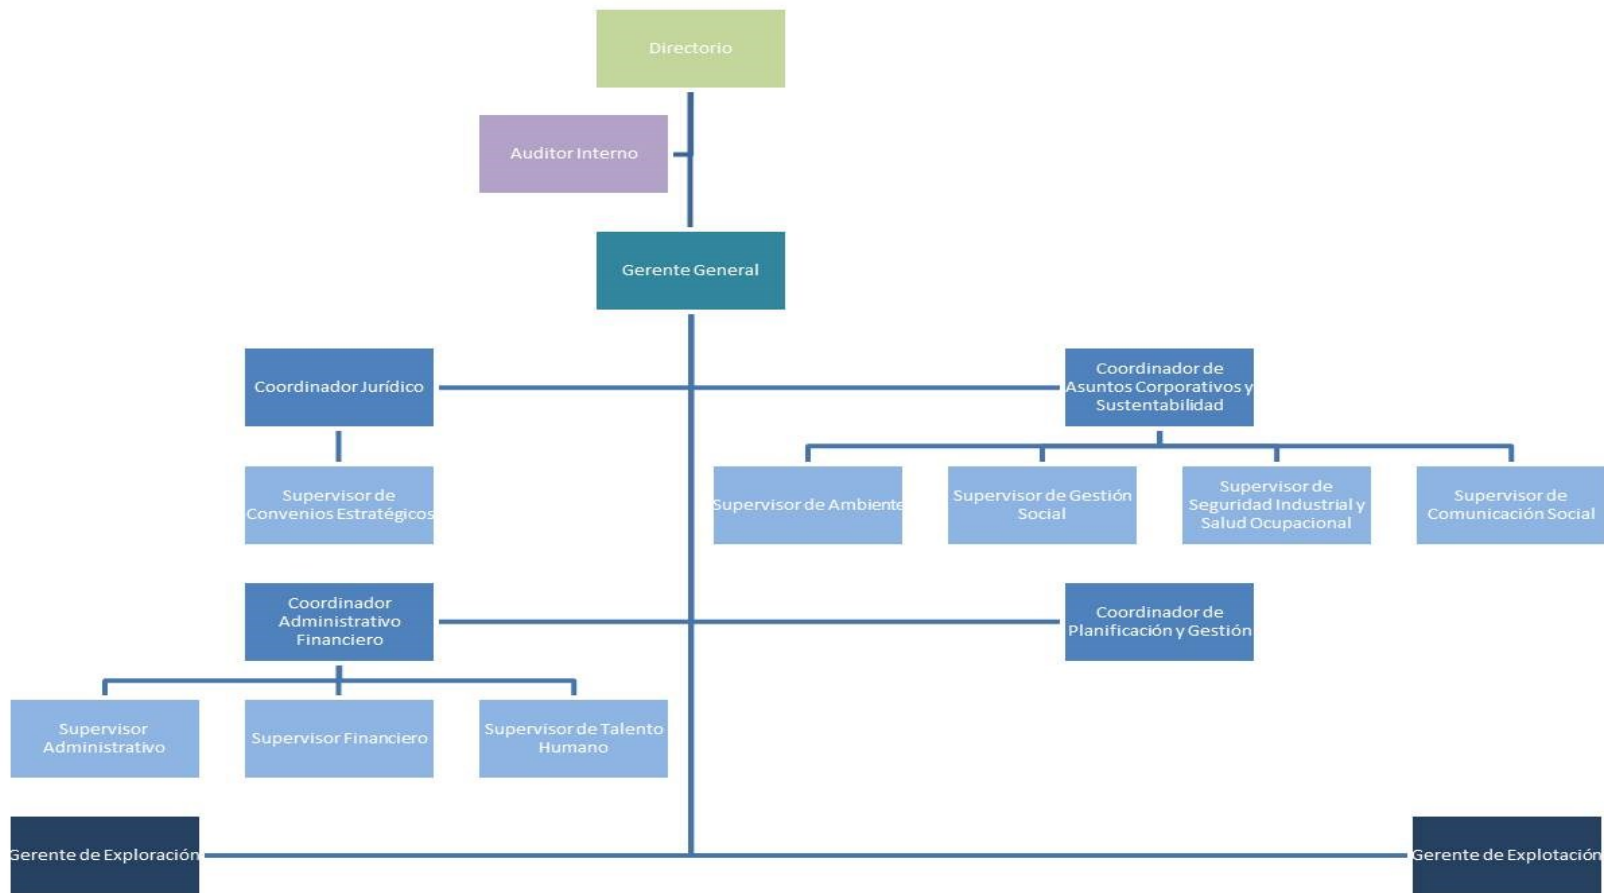 Directorio
Auditor Interno
Gerente General
Coordinador Jurídico
Coordinador de
Asuntos Corporativos y
Sustentabilidad
Supervisor de
Convenios Estratégicos
Supervisor de Ambiente
Supervisor de Gestión
Social
Supervisor de
Seguridad Industrial y
Salud Ocupacional
Supervisor de
Comunicación Social
Coordinador
Administrativo
Financiero
Coordinador de
Planificación y Gestión
Supervisor
Administrativo
Supervisor Financiero
Supervisor de Talento
Humano
Gerente de Exploración
Gerente de Explotación